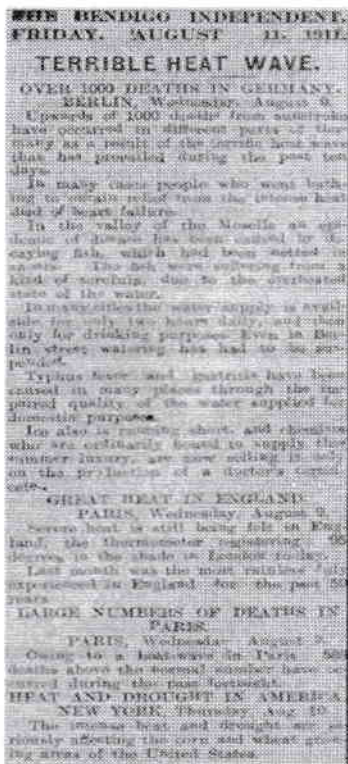 THE BENDIGO INDEPENDENT.
FRIDAY, AUGUST 11, 1911.
TERRIBLE HEAT WAVE.
OVER 1000 DEATHS IN GERMANY.
BERLIN, Wednesday, August 9.
Upwards of 1000 deaths from sunstroke
have occurred in different parts of Ger-
many as a result of the terrific heat wave
that has prevailed during the past ten
days.
In many cases people who went bath-
ing to obtain relief from the intense heat
died of heart failure.
In the valley of the Moselle an epi-
demic of disease has been caused by de-
caying fish, which had been
The fish were suffering from a
kind of due to the overheated
state of the water.
In many cities the water supply is avail-
able for only two hours daily, and then
only for drinking purposes. Even in Ber-
lin street watering has had to be sus-
pended.
Typhus fever and gastritis have been
caused in many places through the im-
paired quality of the water supplied for
domestic purposes.
Ice also is running short, and chemists
who are ordinarily bound to supply this
summer luxury, are now selling it only
on the production of a doctor's certifi-
cate.
GREAT HEAT IN ENGLAND.
PARIS, Wednesday, August 9.
Severe heat is still being felt in Eng-
land, the thermometer registering 95
degrees in the shade in London today.
Last month was the most rainless July
experienced in England for the past 50
years.
LARGE NUMBERS OF DEATHS IN
PARIS.
PARIS, Wednesday, August 9.
Owing to a heat-wave in Paris
deaths above the normal number have oc-
curred during the past fortnight.
HEAT AND DROUGHT IN AMERICA
NEW YORK, Thursday, Aug. 10.
The intense heat and drought are se-
riously affecting the corn and wheat grow-
ing areas of the United States.